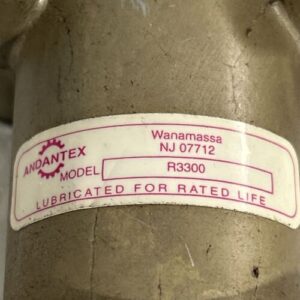 ANDANTEX
Wanamassa
NJ 07712
MODEL R3300
LUBRICATED FOR RATED LIFE